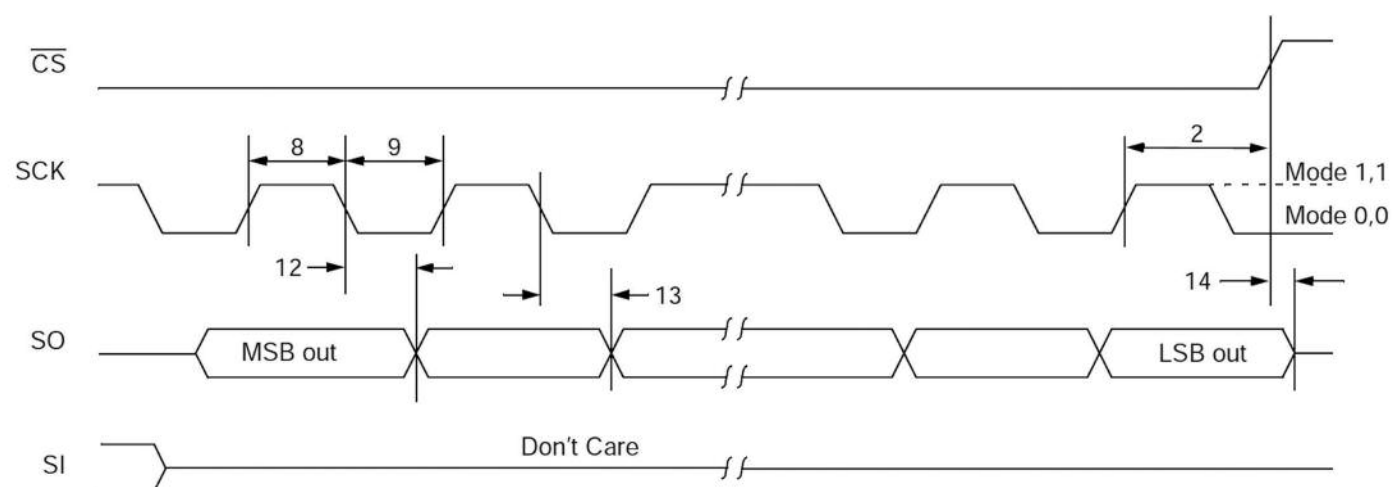 C̅S̅
8 9 2
SCK Mode 1,1
Mode 0,0
12 13 14
SO MSB out LSB out
SI Don't Care